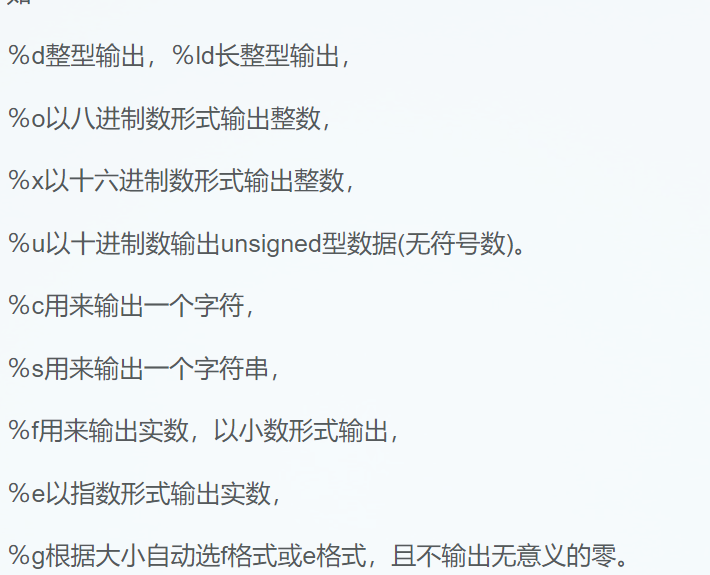 %d整型输出，%ld长整型输出，
%o以八进制数形式输出整数，
%x以十六进制数形式输出整数，
%u以十进制数输出unsigned型数据(无符号数)。
%c用来输出一个字符，
%s用来输出一个字符串，
%f用来输出实数，以小数形式输出，
%e以指数形式输出实数，
%g根据大小自动选f格式或e格式，且不输出无意义的零。